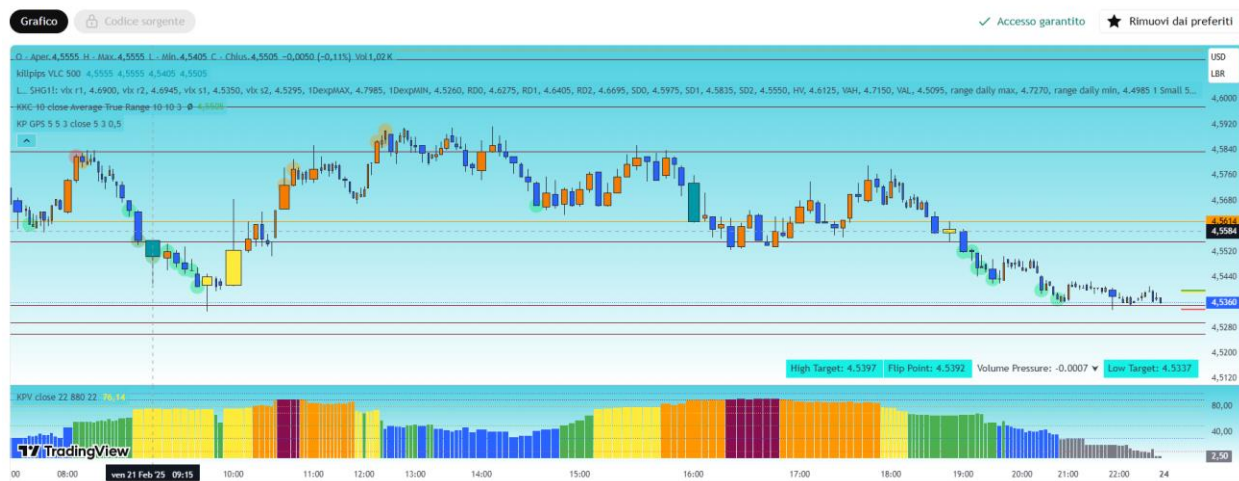 Grafico
Codice sorgente
Accesso garantito
Rimuovi dai preferiti
O - Aper. 4,5555 H - Max. 4,5555 L - Min. 4,5405 C - Chius. 4,5505 −0,0050 (−0,11%) Vol 1,02 K
killpips VLC 500 4,5555 4,5555 4,5405 4,5505
L... $HG1!: vix r1, 4.6900, vix r2, 4.6945, vix s1, 4.5350, vix s2, 4.5295, 1DexpMAX, 4.7985, 1DexpMIN, 4.5260, RD0, 4.6275, RD1, 4.6405, RD2, 4.6695, SD0, 4.5975, SD1, 4.5835, SD2, 4.5550, HV, 4.6125, VAH, 4.7150, VAL, 4.5095, range daily max, 4.7270, range daily min, 4.4985 1 Small 5...
KKC 10 close Average True Range 10 10 3 ø 4,5505
KP GPS 5 5 3 close 5 3 0,5
USD
LBR
4,6000
4,5920
4,5840
4,5760
4,5680
4,5614
4,5584
4,5520
4,5440
4,5360
4,5280
4,5200
4,5120
High Target: 4.5397
Flip Point: 4.5392
Volume Pressure: -0.0007
Low Target: 4.5337
KPV close 22 880 22 76,14
80,00
40,00
2,50
TradingView
00 08:00 ven 21 Feb '25 09:15 10:00 11:00 12:00 13:00 14:00 15:00 16:00 17:00 18:00 19:00 20:00 21:00 22:00 24